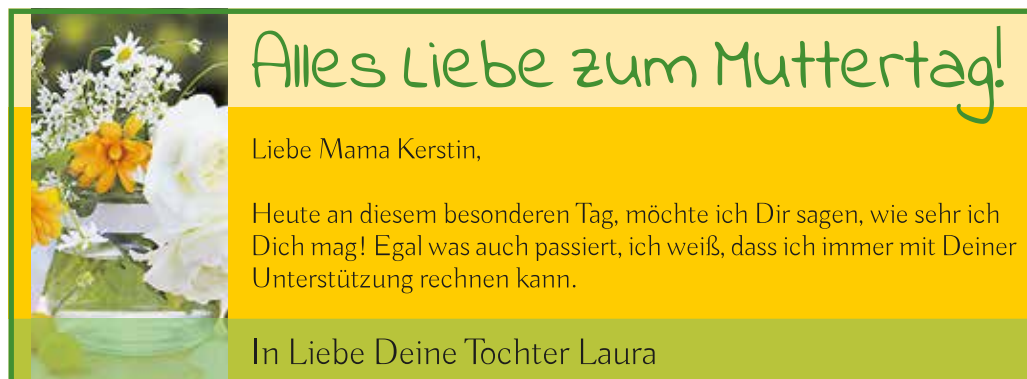 Alles Liebe zum Muttertag!
Liebe Mama Kerstin,
Heute an diesem besonderen Tag, möchte ich Dir sagen, wie sehr ich
Dich mag! Egal was auch passiert, ich weiß, dass ich immer mit Deiner
Unterstützung rechnen kann.
In Liebe Deine Tochter Laura